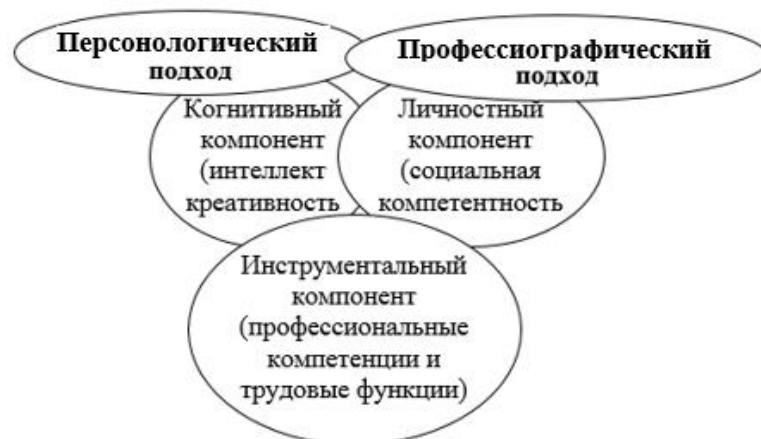 Персонологический
подход
Профессиографический
подход
Когнитивный
компонент
(интеллект
креативность
Личностный
компонент
(социальная
компетентность
Инструментальный
компонент
(профессиональные
компетенции и
трудовые функции)